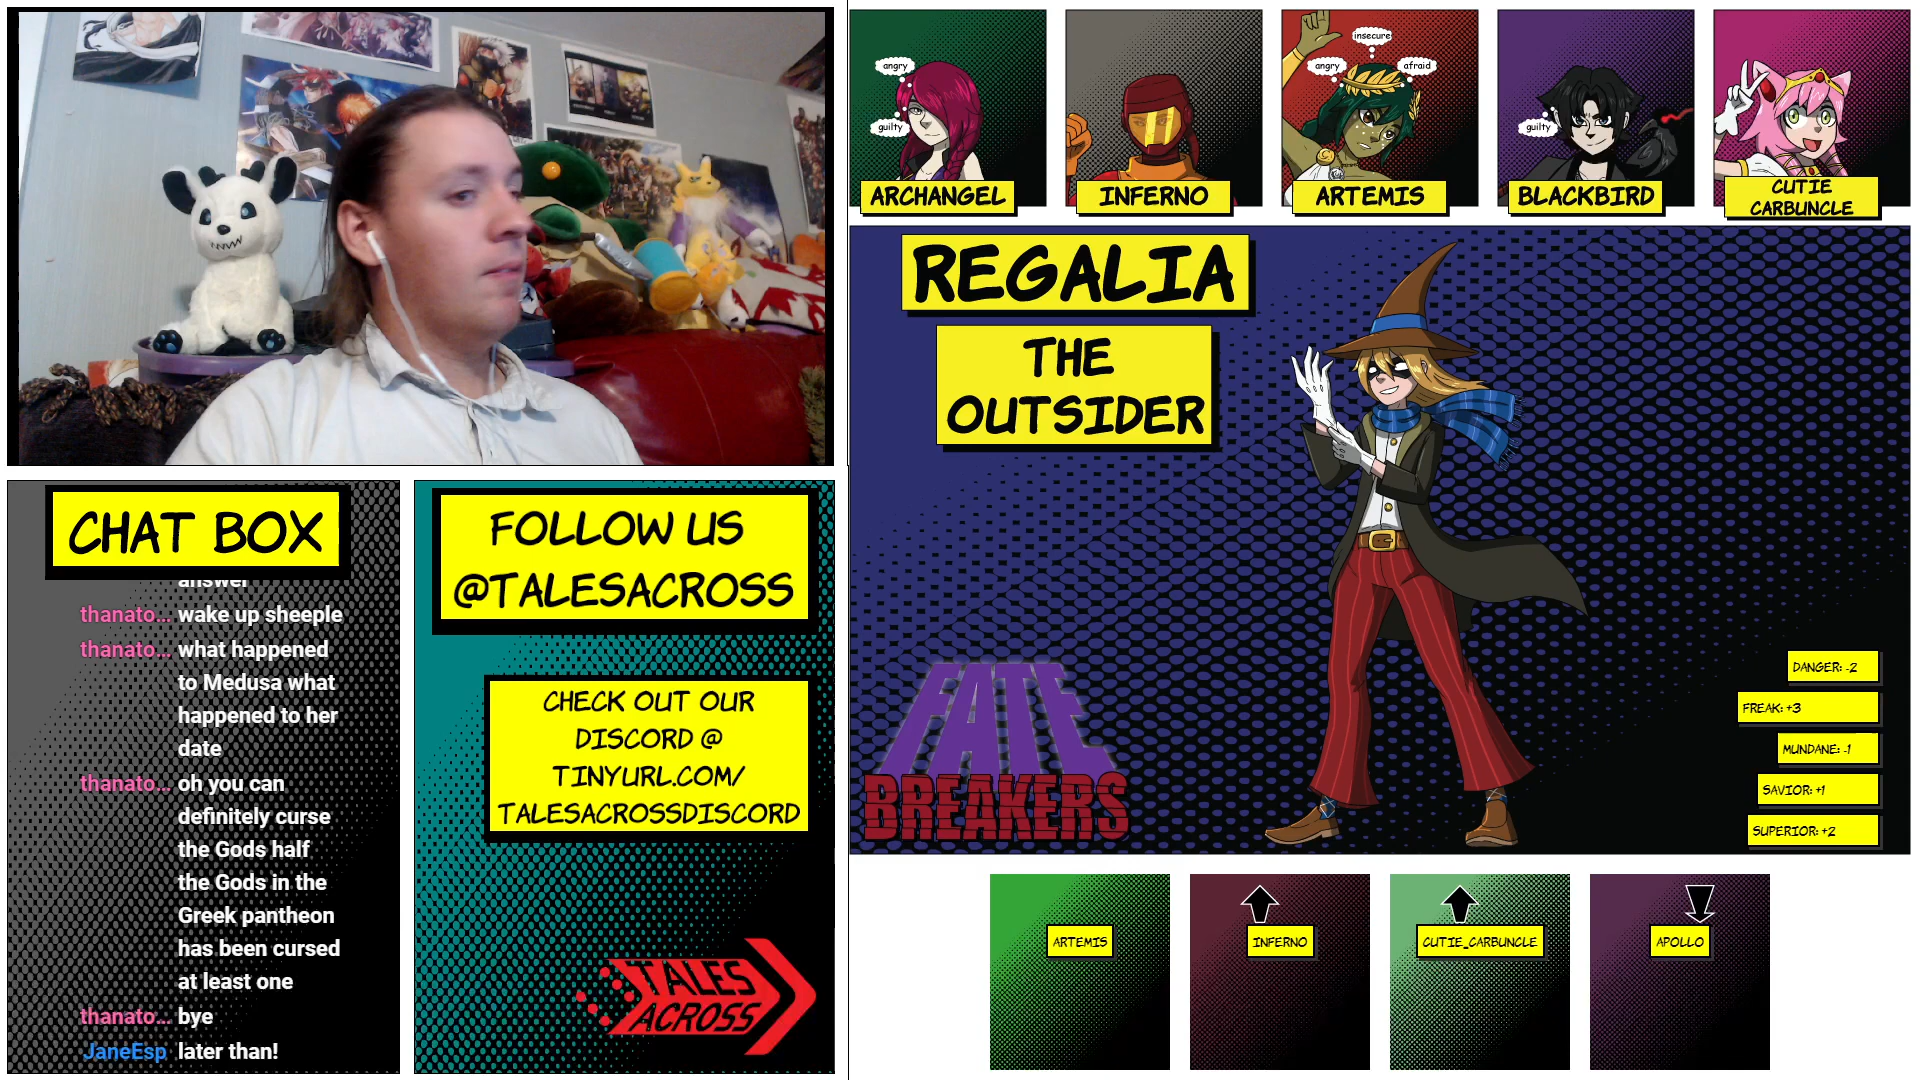 angry
guilty
ARCHANGEL
INFERNO
insecure
angry
afraid
ARTEMIS
guilty
BLACKBIRD
CUTIE
CARBUNCLE
REGALIA
THE
OUTSIDER
DANGER: -2
FREAK: +3
MUNDANE: -1
SAVIOR: +1
SUPERIOR: +2
FATE
BREAKERS
ARTEMIS
INFERNO
CUTIE_CARBUNCLE
APOLLO
CHAT BOX
answer
thanato... wake up sheeple
thanato... what happened
to Medusa what
happened to her
date
thanato... oh you can
definitely curse
the Gods half
the Gods in the
Greek pantheon
has been cursed
at least one
thanato... bye
JaneEsp later than!
FOLLOW US
@TALESACROSS
CHECK OUT OUR
DISCORD @
TINYURL.COM/
TALESACROSSDISCORD
TALES
ACROSS